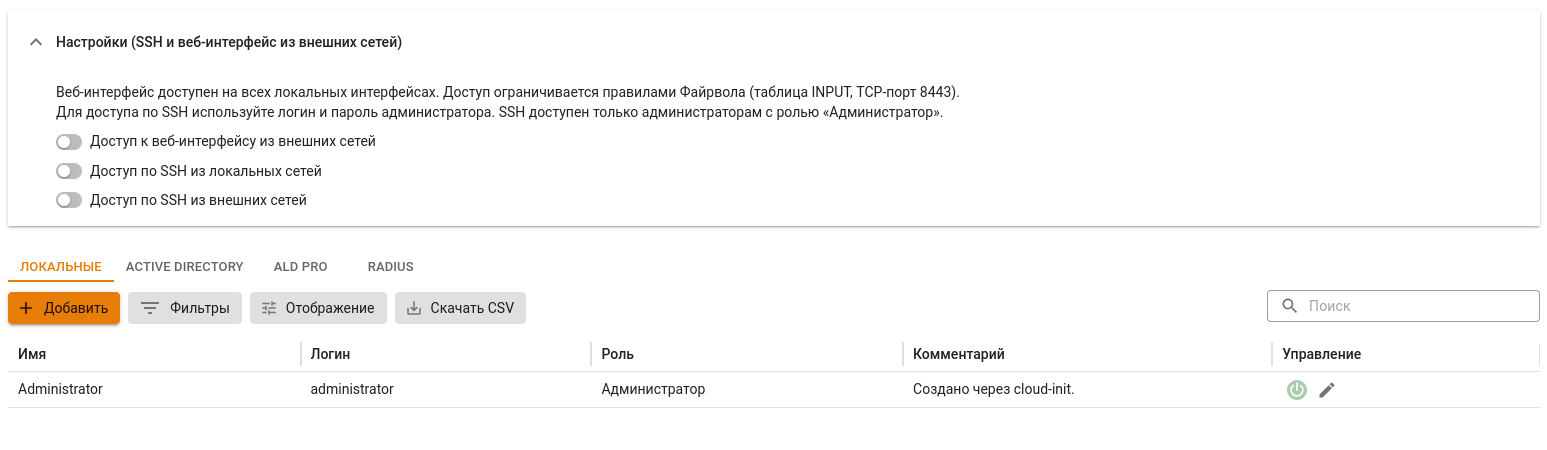 Настройки (SSH и веб-интерфейс из внешних сетей)
Веб-интерфейс доступен на всех локальных интерфейсах. Доступ ограничивается правилами Файрвола (таблица INPUT, TCP-порт 8443).
Для доступа по SSH используйте логин и пароль администратора. SSH доступен только администраторам с ролью «Администратор».
Доступ к веб-интерфейсу из внешних сетей
Доступ по SSH из локальных сетей
Доступ по SSH из внешних сетей
ЛОКАЛЬНЫЕ ACTIVE DIRECTORY ALD PRO RADIUS
Добавить Фильтры Отображение Скачать CSV Поиск
Имя Логин Роль Комментарий Управление
Administrator administrator Администратор Создано через cloud-init.